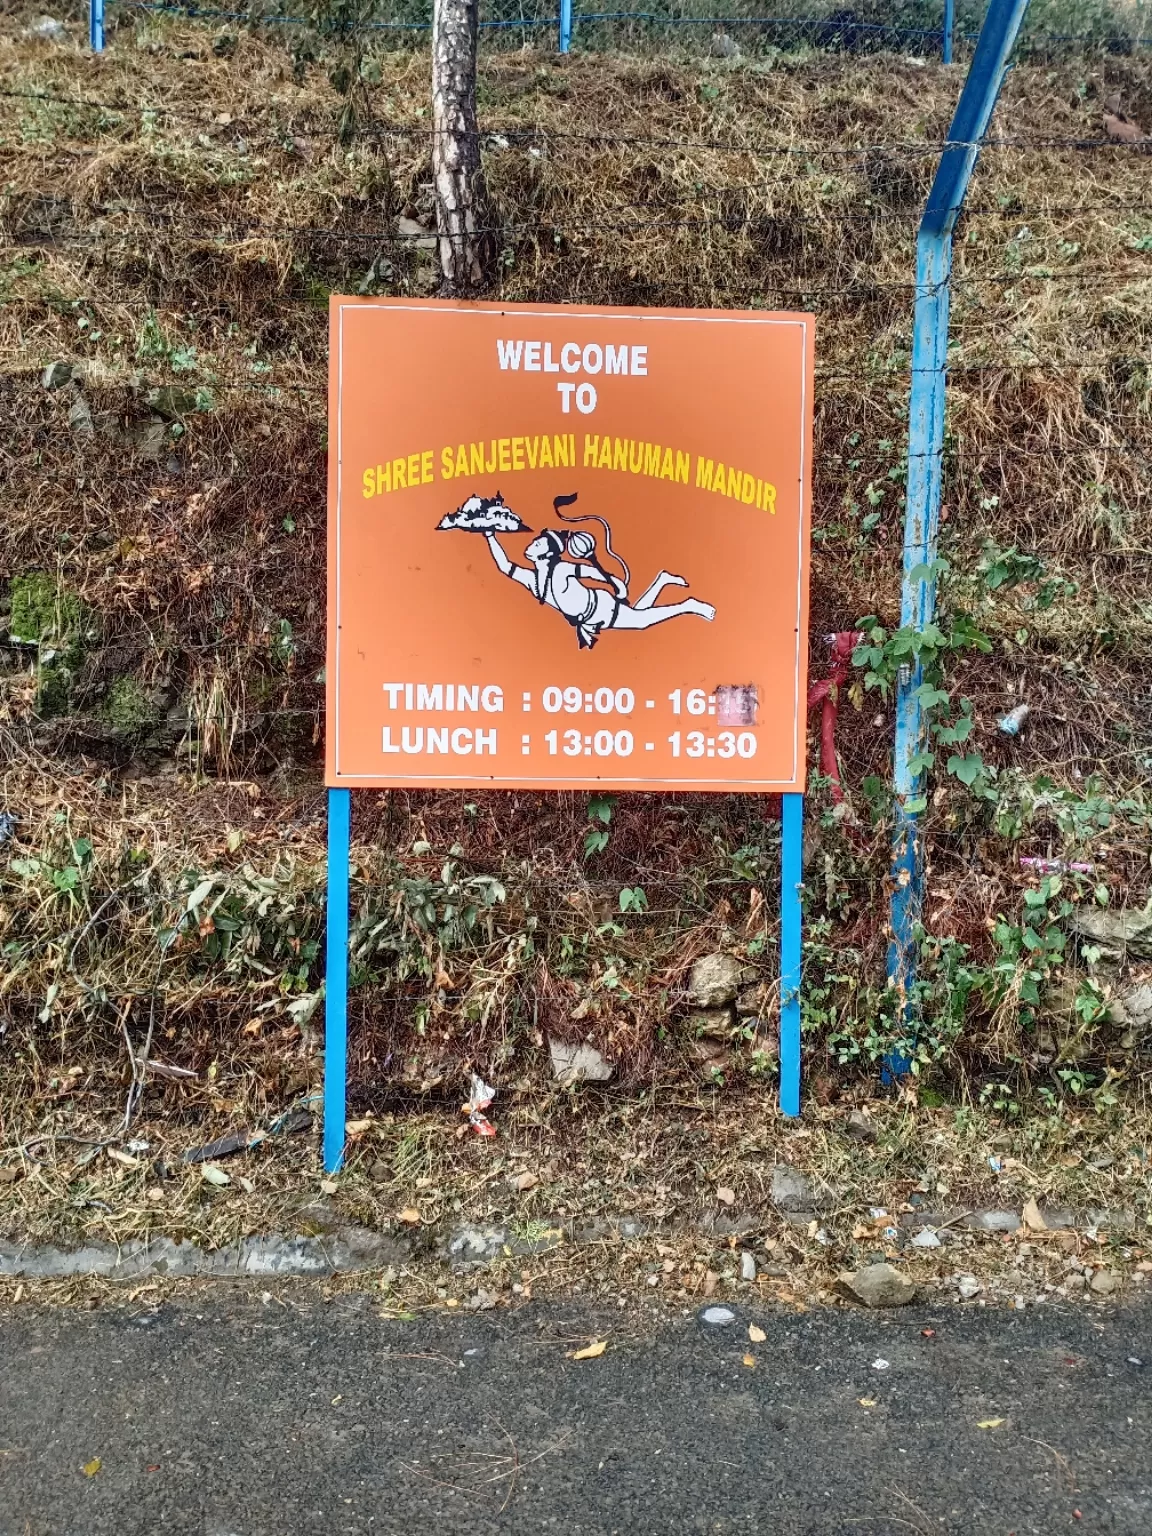 WELCOME
TO
SHREE SANJEEVANI HANUMAN MANDIR
TIMING : 09:00 - 16:
LUNCH : 13:00 - 13:30